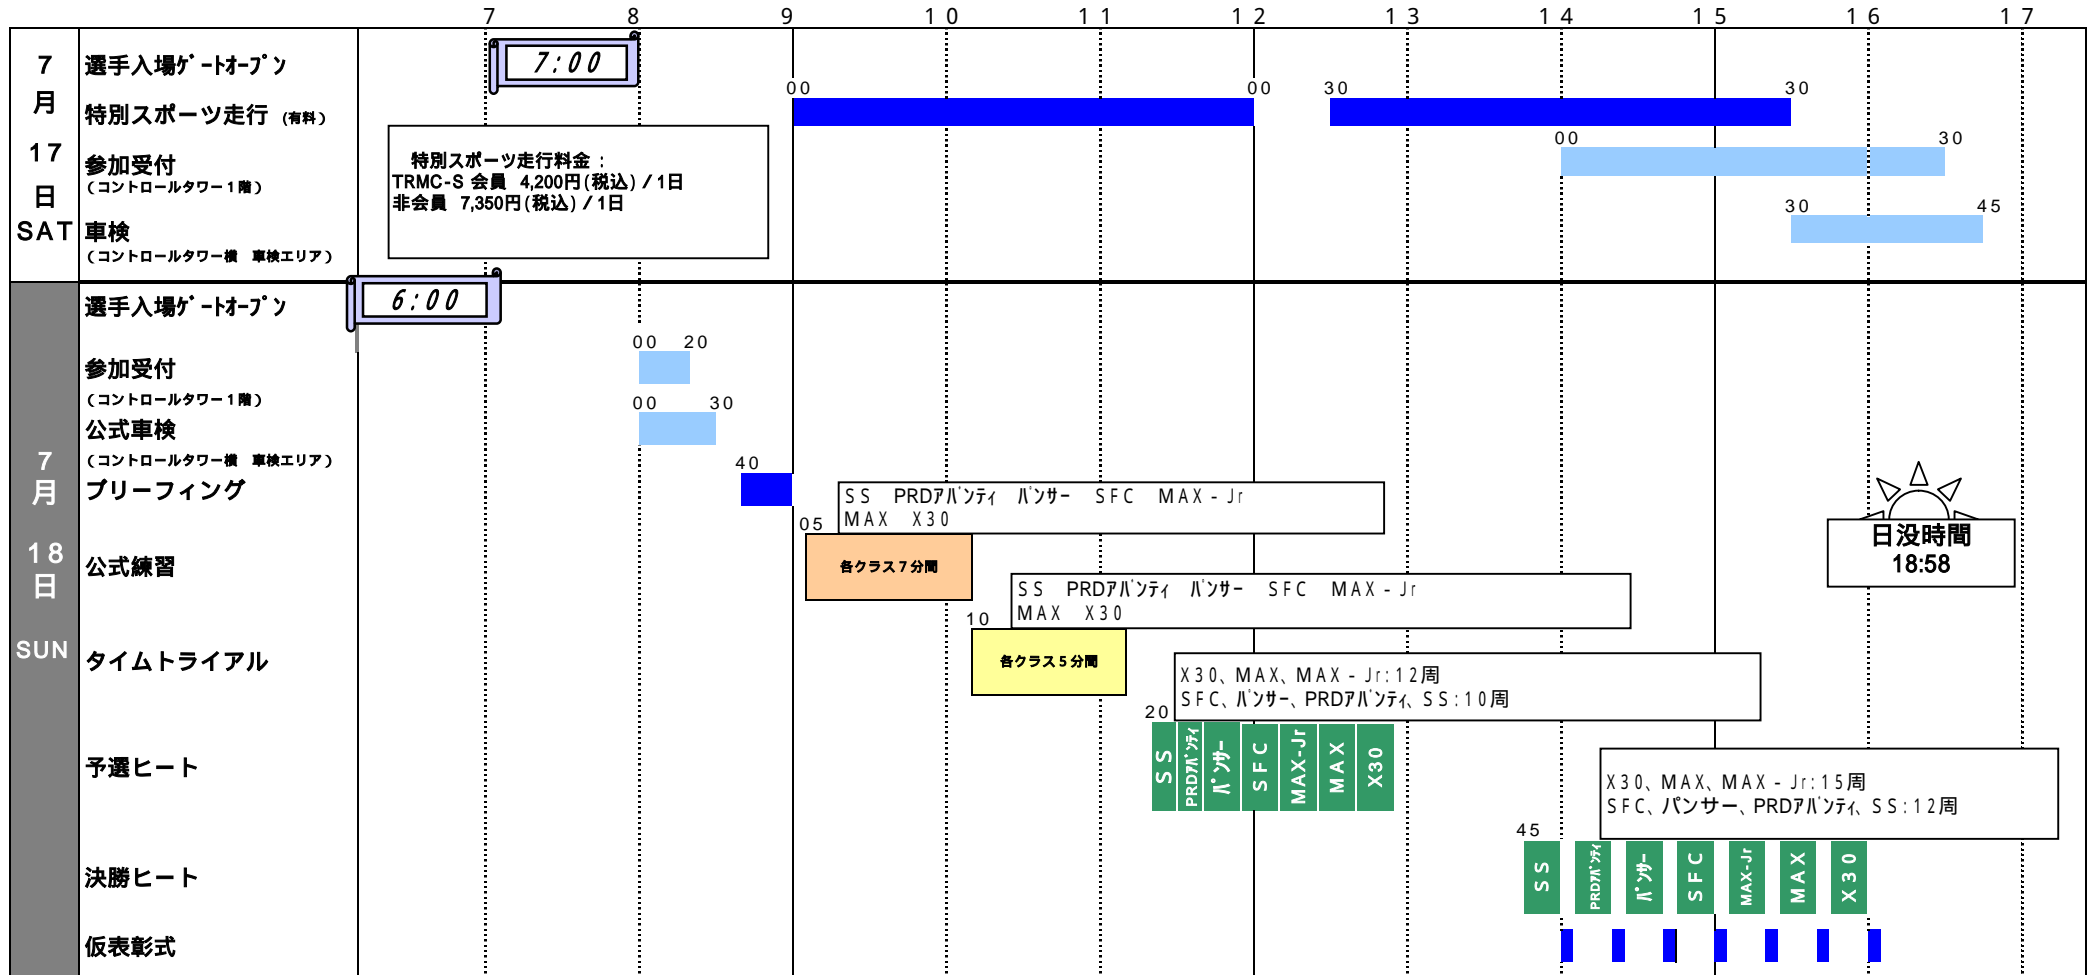 7 8 9 10 11 12 13 14 15 16 17
7
月
17
日
SAT
選手入場ｹﾞｰﾄｵｰﾌﾟﾝ
7:00
特別スポーツ走行 (有料)
00 00 30 30
特別スポーツ走行料金:
TRMC-S 会員 4,200円(税込)/1日
非会員 7,350円(税込)/1日
参加受付
(コントロールタワー1階)
00 30
車検
(コントロールタワー横 車検エリア)
30 45
7
月
18
日
SUN
選手入場ｹﾞｰﾄｵｰﾌﾟﾝ
6:00
参加受付
(コントロールタワー1階)
00 20
公式車検
(コントロールタワー横 車検エリア)
00 30
ブリーフィング
40
SS PRDｱﾊﾞﾝﾃｨ ﾊﾟﾝｻｰ SFC MAX-Jr
MAX X30
日没時間
18:58
公式練習
05
各クラス7分間
SS PRDｱﾊﾞﾝﾃｨ ﾊﾟﾝｻｰ SFC MAX-Jr
MAX X30
タイムトライアル
10
各クラス5分間
X30、MAX、MAX-Jr:12周
SFC、ﾊﾟﾝｻｰ、PRDｱﾊﾞﾝﾃｨ、SS:10周
予選ヒート
20
SS
PRDｱﾊﾞﾝﾃｨ
ﾊﾟﾝｻｰ
SFC
MAX-Jr
MAX
X30
X30、MAX、MAX-Jr:15周
SFC、パンサー、PRDｱﾊﾞﾝﾃｨ、SS:12周
決勝ヒート
45
SS
PRDｱﾊﾞﾝﾃｨ
ﾊﾟﾝｻｰ
SFC
MAX-Jr
MAX
X30
仮表彰式